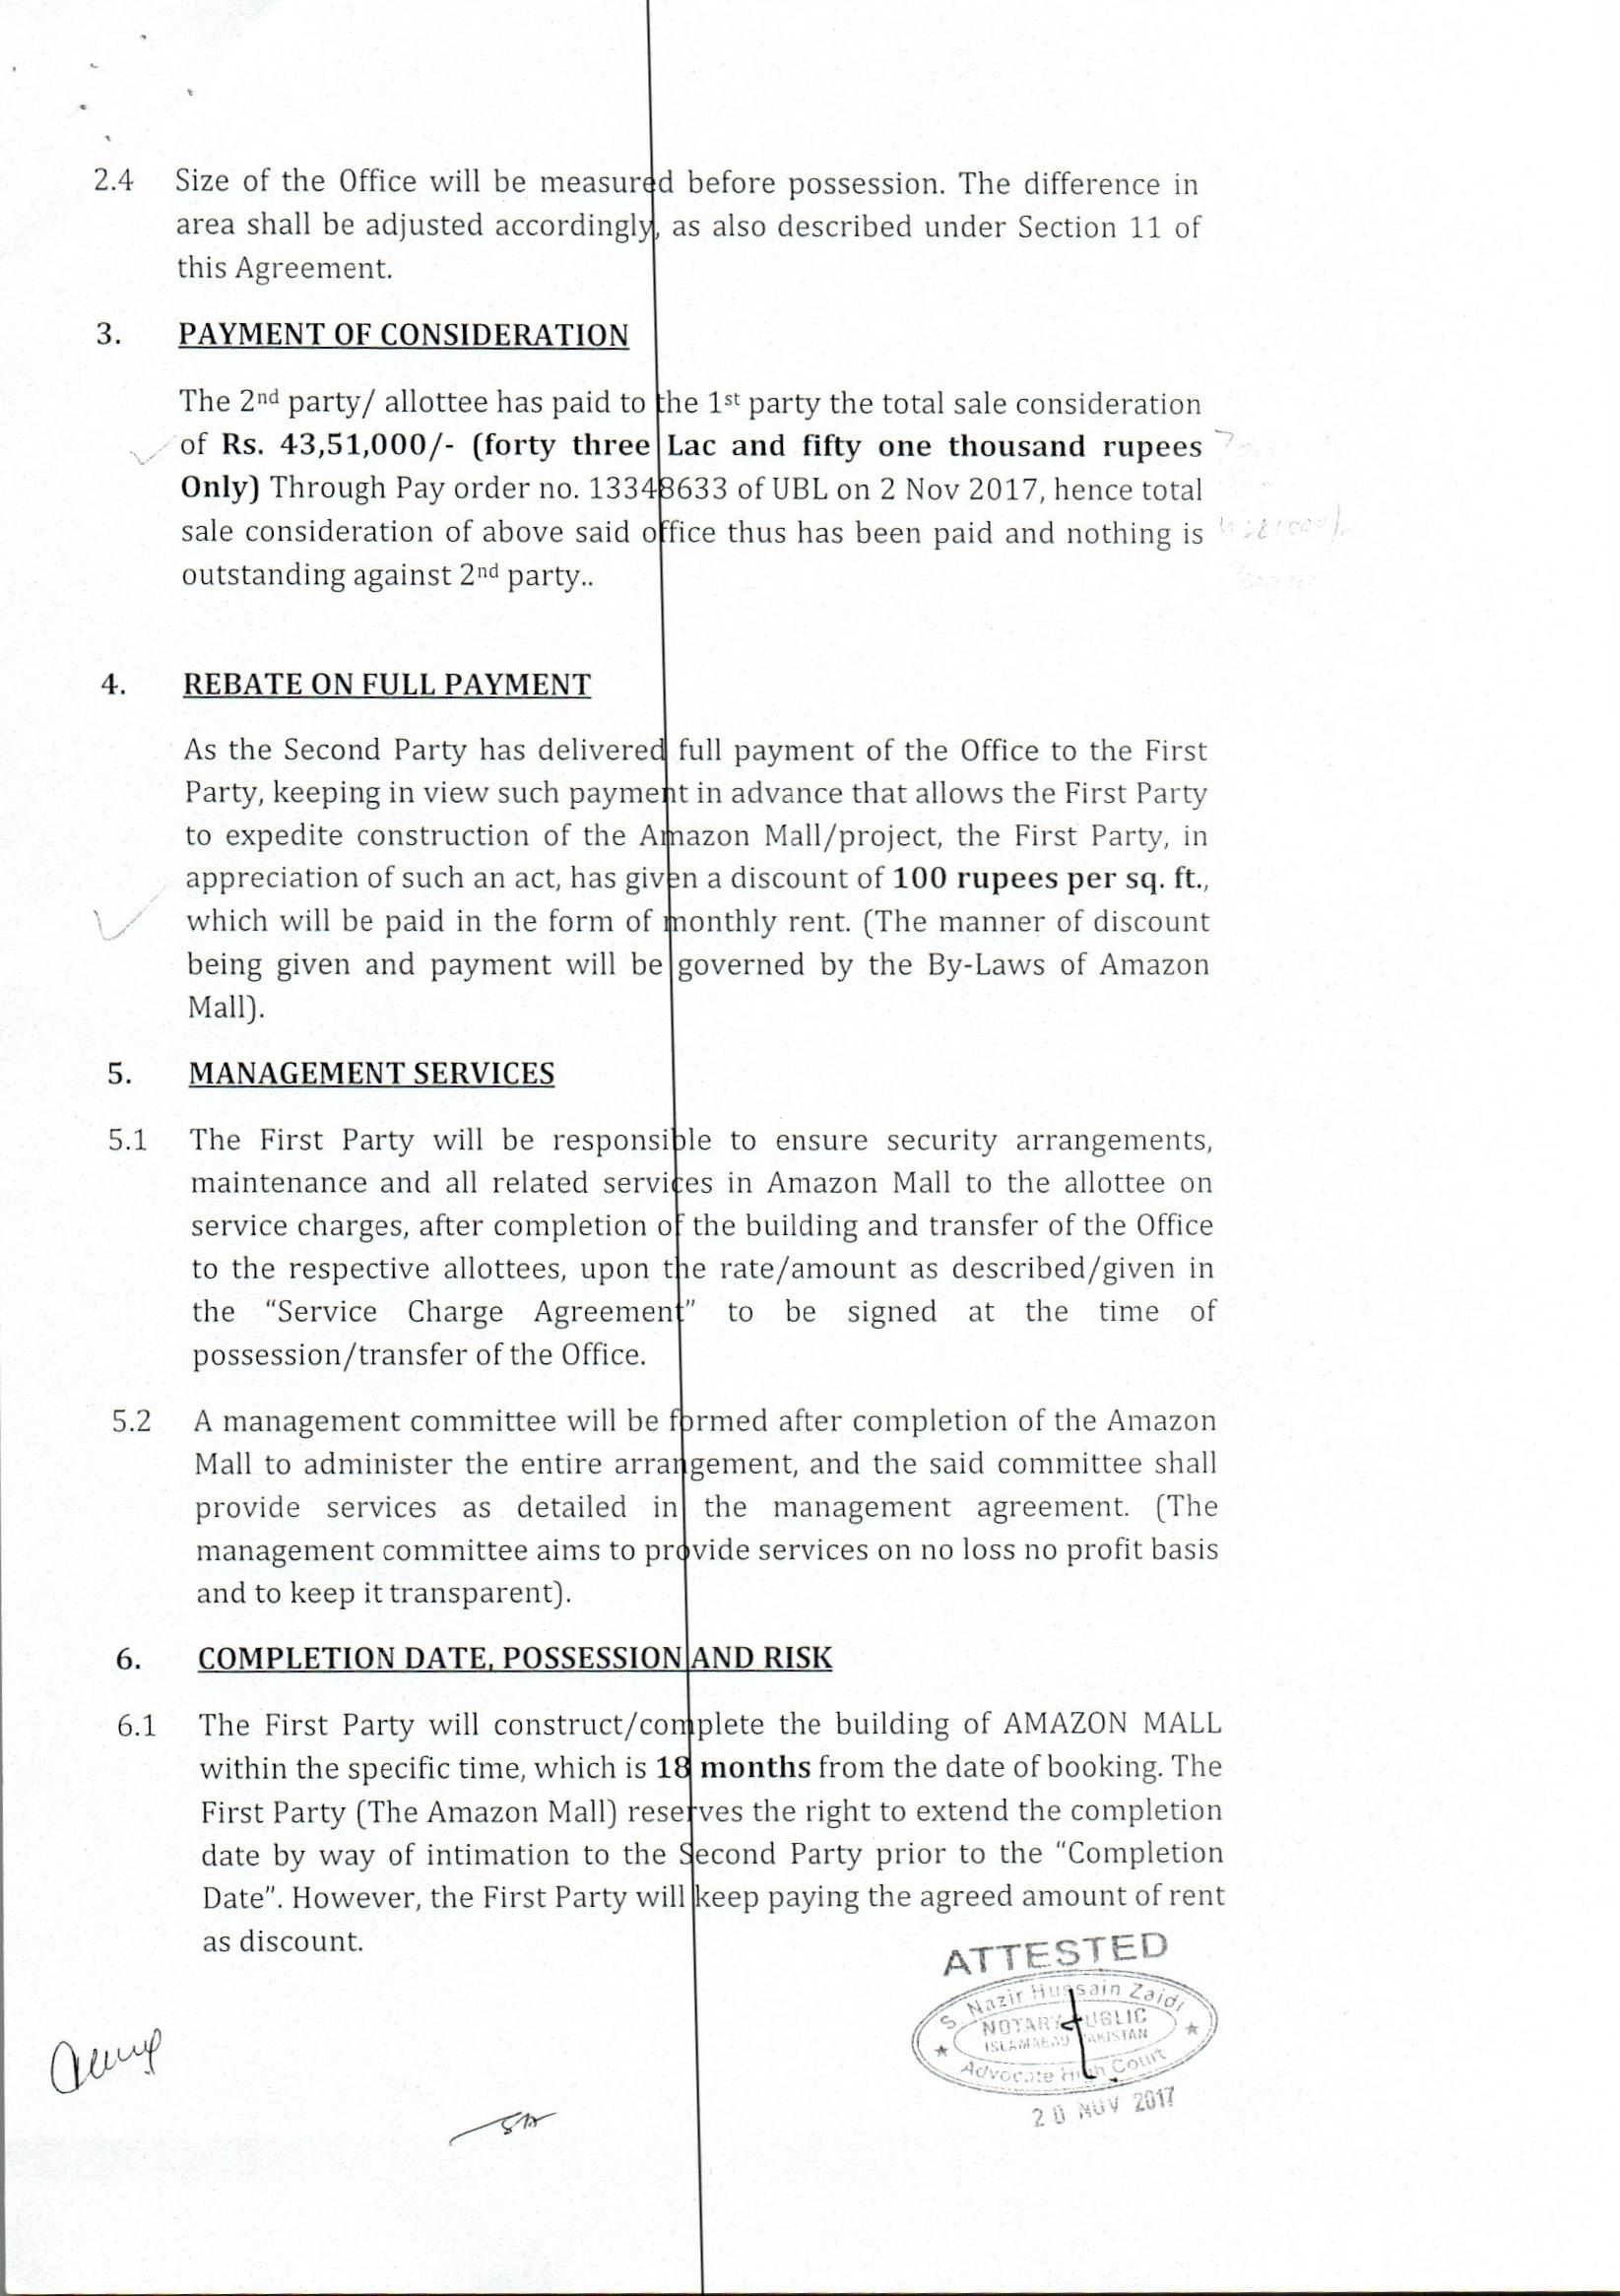 2.4 Size of the Office will be measured before possession. The difference in
area shall be adjusted accordingly, as also described under Section 11 of
this Agreement.
3. PAYMENT OF CONSIDERATION
The 2nd party/ allottee has paid to the 1st party the total sale consideration
of Rs. 43,51,000/- (forty three Lac and fifty one thousand rupees
Only) Through Pay order no. 13348633 of UBL on 2 Nov 2017, hence total
sale consideration of above said office thus has been paid and nothing is
outstanding against 2nd party..
4. REBATE ON FULL PAYMENT
As the Second Party has delivered full payment of the Office to the First
Party, keeping in view such payment in advance that allows the First Party
to expedite construction of the Amazon Mall/project, the First Party, in
appreciation of such an act, has given a discount of 100 rupees per sq. ft.,
which will be paid in the form of monthly rent. (The manner of discount
being given and payment will be governed by the By-Laws of Amazon
Mall).
5. MANAGEMENT SERVICES
5.1 The First Party will be responsible to ensure security arrangements,
maintenance and all related services in Amazon Mall to the allottee on
service charges, after completion of the building and transfer of the Office
to the respective allottees, upon the rate/amount as described/given in
the “Service Charge Agreement” to be signed at the time of
possession/transfer of the Office.
5.2 A management committee will be formed after completion of the Amazon
Mall to administer the entire arrangement, and the said committee shall
provide services as detailed in the management agreement. (The
management committee aims to provide services on no loss no profit basis
and to keep it transparent).
6. COMPLETION DATE, POSSESSION AND RISK
6.1 The First Party will construct/complete the building of AMAZON MALL
within the specific time, which is 18 months from the date of booking. The
First Party (The Amazon Mall) reserves the right to extend the completion
date by way of intimation to the Second Party prior to the “Completion
Date”. However, the First Party will keep paying the agreed amount of rent
as discount.
ATTESTED
S. Nazir Hussain Zaidi
NOTARY PUBLIC
ISLAMABAD PAKISTAN
Advocate High Court
20 NOV 2017